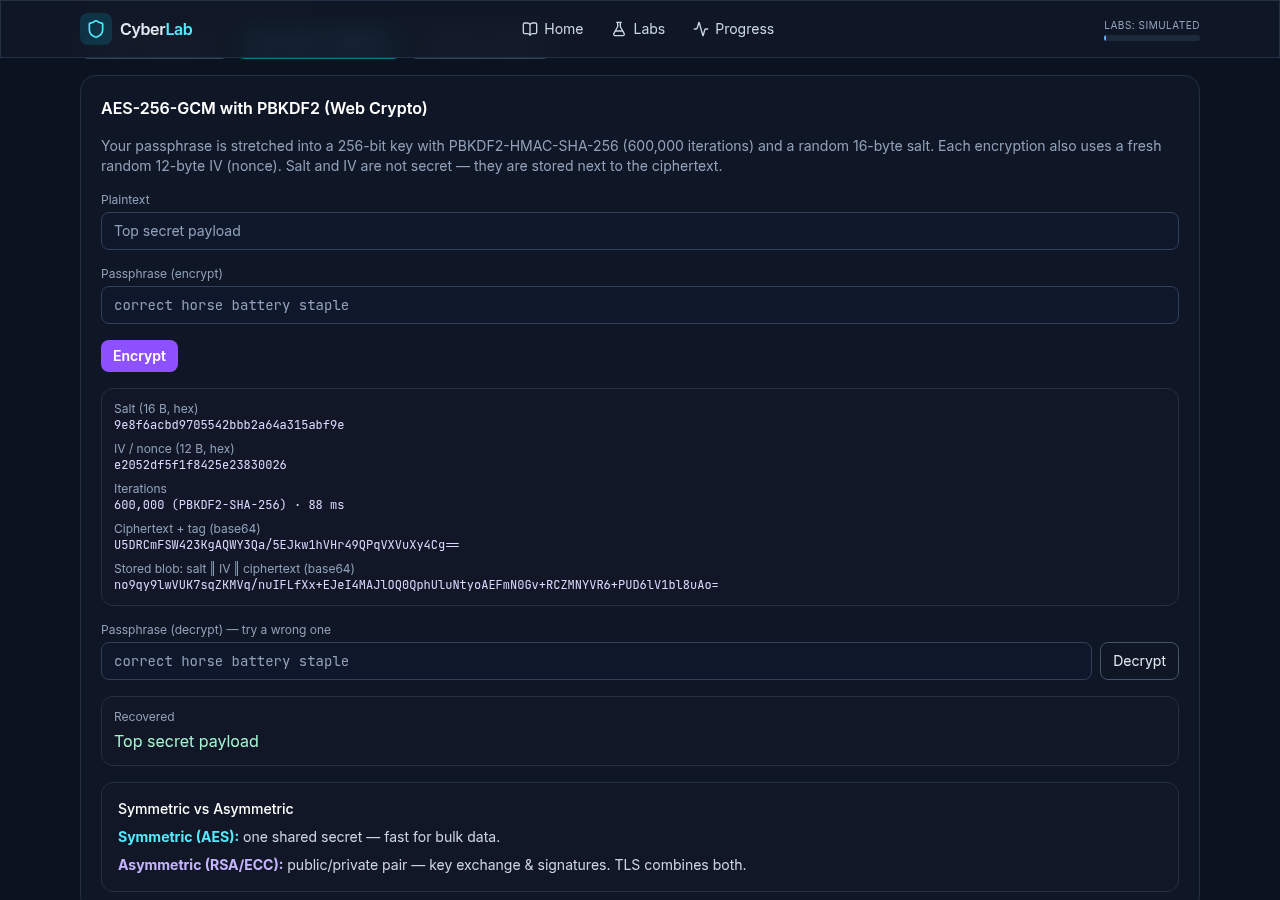 CyberLab
Home
Labs
Progress
LABS: SIMULATED
AES-256-GCM with PBKDF2 (Web Crypto)
Your passphrase is stretched into a 256-bit key with PBKDF2-HMAC-SHA-256 (600,000 iterations) and a random 16-byte salt. Each encryption also uses a fresh
random 12-byte IV (nonce). Salt and IV are not secret — they are stored next to the ciphertext.
Plaintext
Top secret payload
Passphrase (encrypt)
correct horse battery staple
Encrypt
Salt (16 B, hex)
9e8f6acbd9705542bbb2a64a315abf9e
IV / nonce (12 B, hex)
e2052df5f1f8425e23830026
Iterations
600,000 (PBKDF2-SHA-256) · 88 ms
Ciphertext + tag (base64)
U5DRCmFSW423KgAQWY3Qa/5EJkw1hVHr49QPqVXVuXy4Cg==
Stored blob: salt ‖ IV ‖ ciphertext (base64)
no9qy9lwVUK7sqZKMVq/nuIFLfXx+EJeI4MAJlOQ0QphUluNtyoAEFmN0Gv+RCZMNYVR6+PUD6lV1bl8uAo=
Passphrase (decrypt) — try a wrong one
correct horse battery staple
Decrypt
Recovered
Top secret payload
Symmetric vs Asymmetric
Symmetric (AES): one shared secret — fast for bulk data.
Asymmetric (RSA/ECC): public/private pair — key exchange & signatures. TLS combines both.